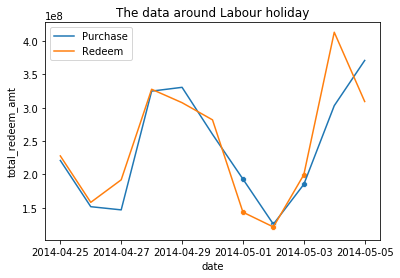 The data around Labour holiday
1e8
Purchase
Redeem
4.0
3.5
3.0
2.5
2.0
1.5
total_redeem_amt
2014-04-25 2014-04-27 2014-04-29 2014-05-01 2014-05-03 2014-05-05
date